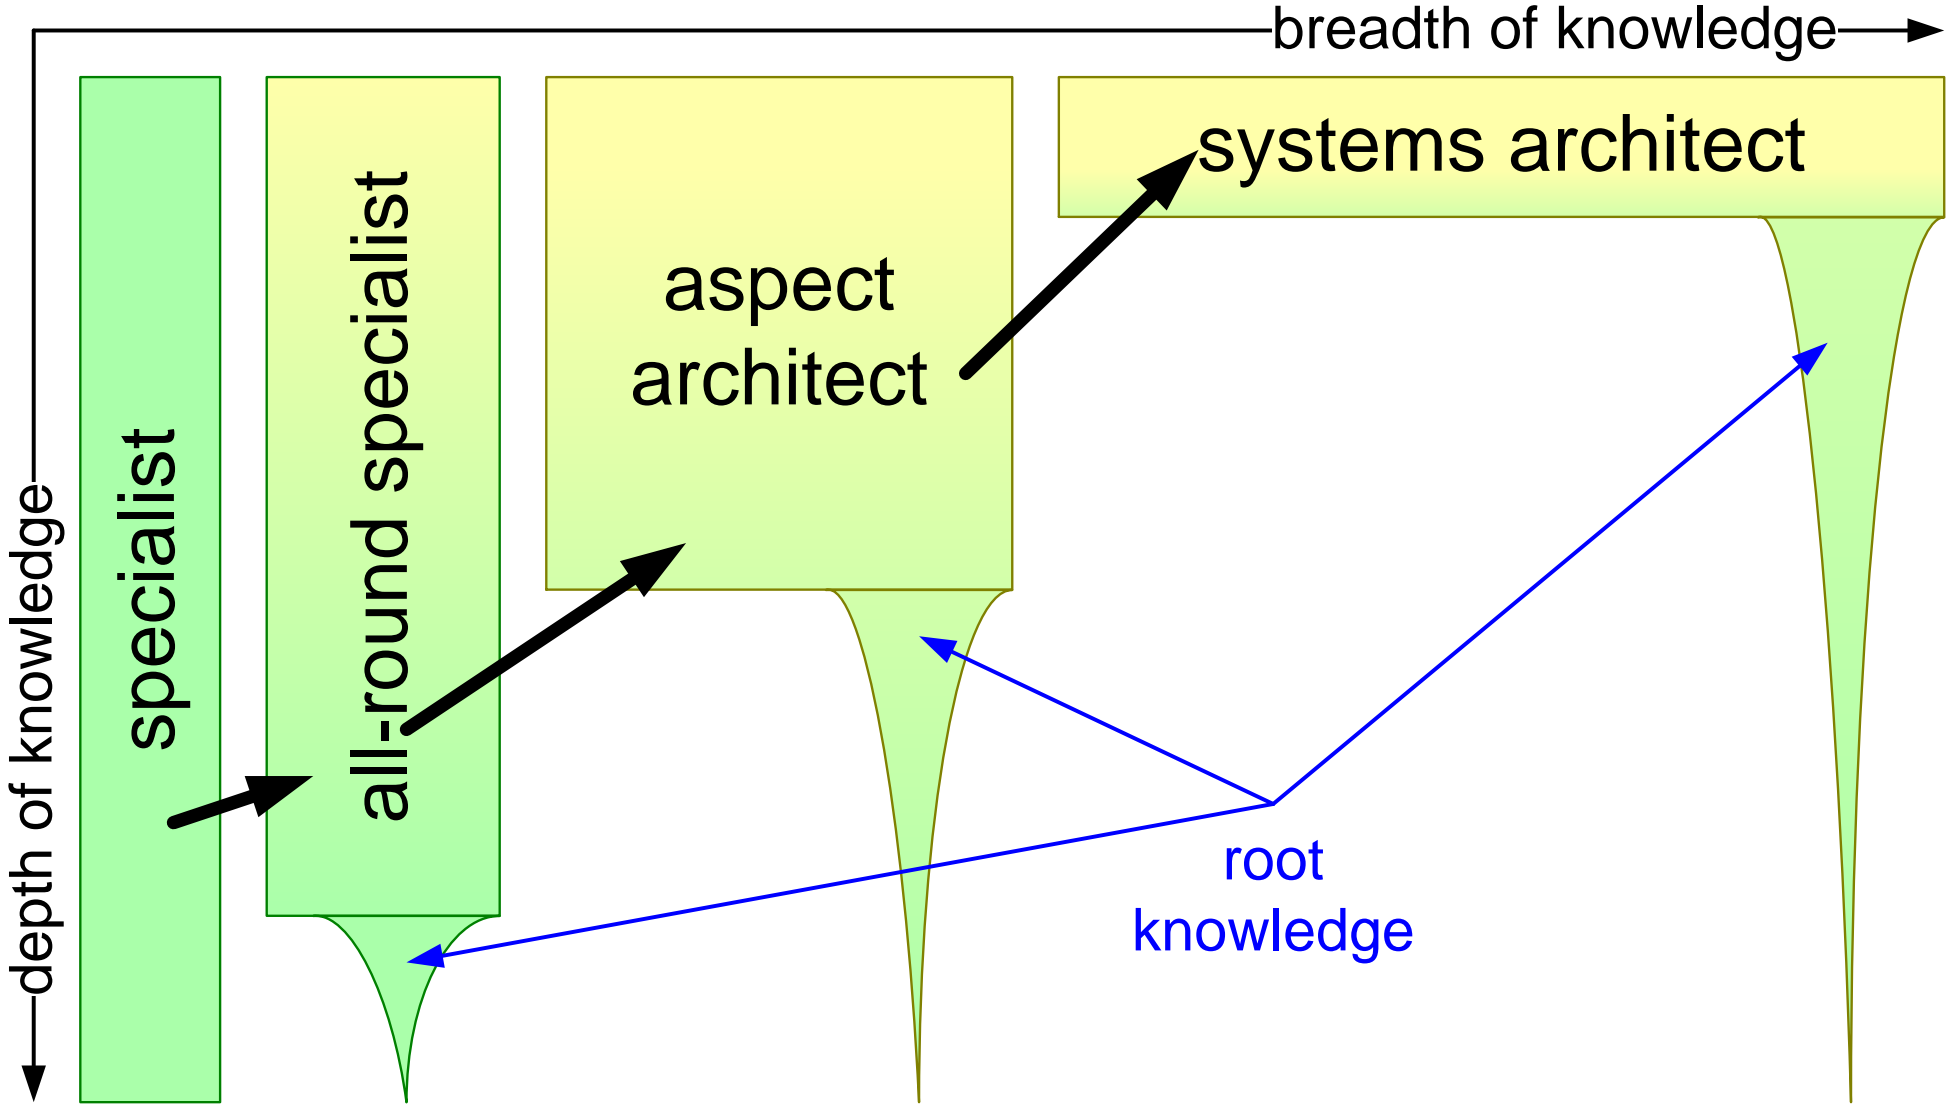 breadth of knowledge
depth of knowledge
specialist
all-round specialist
aspect
architect
systems architect
root
knowledge